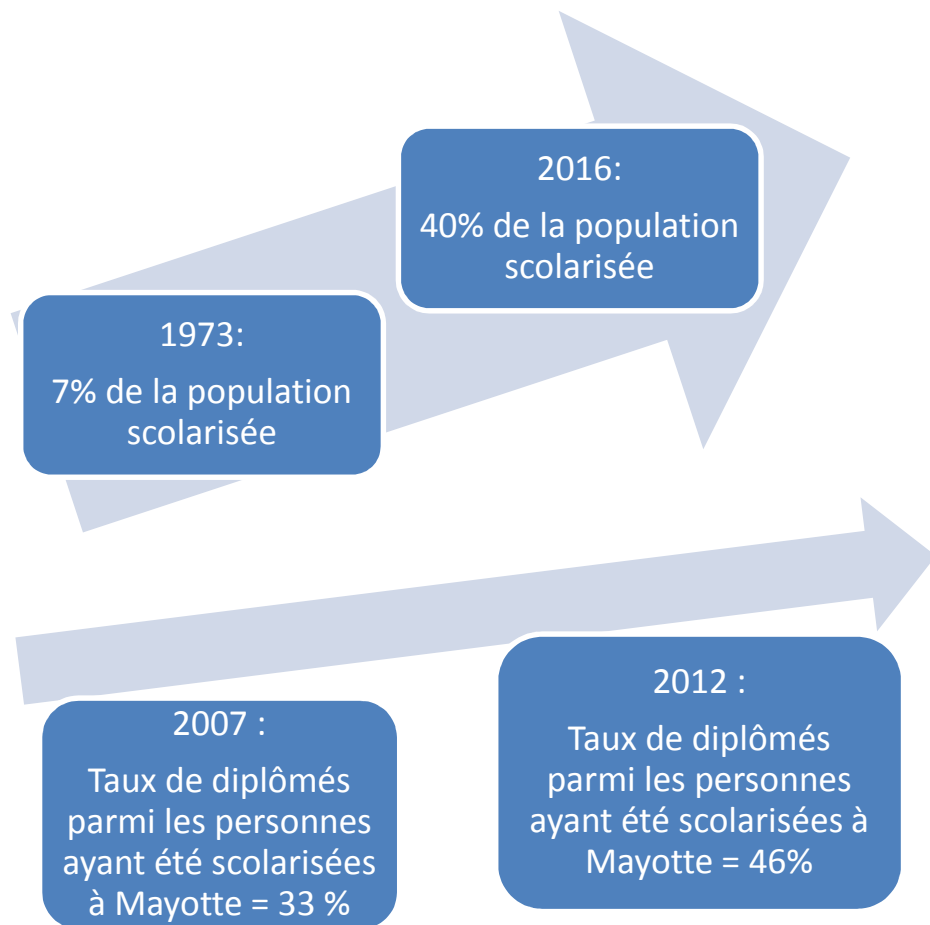 2016:
40% de la population
scolarisée
1973:
7% de la population
scolarisée
2012 :
Taux de diplômés
parmi les personnes
ayant été scolarisées à
Mayotte = 46%
2007 :
Taux de diplômés
parmi les personnes
ayant été scolarisées
à Mayotte = 33 %